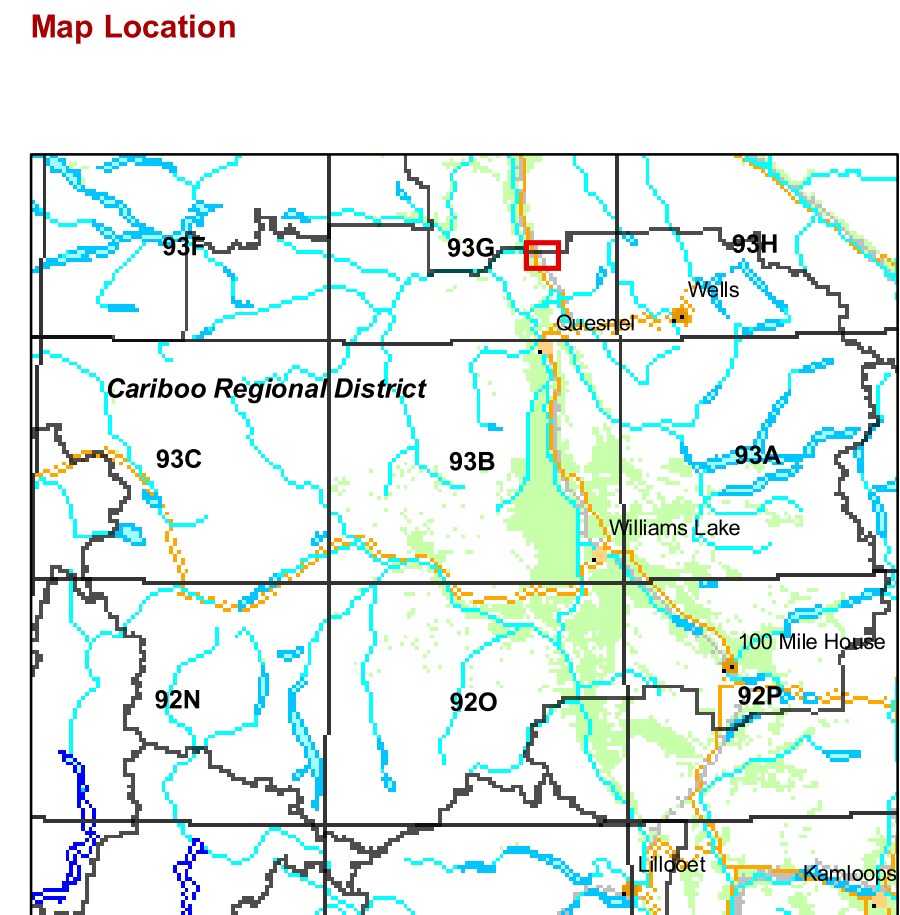 Map Location
93F
93G
93H
Wells
Quesnel
Cariboo Regional District
93C
93B
93A
Williams Lake
100 Mile House
92N
92O
92P
Lillooet
Kamloops